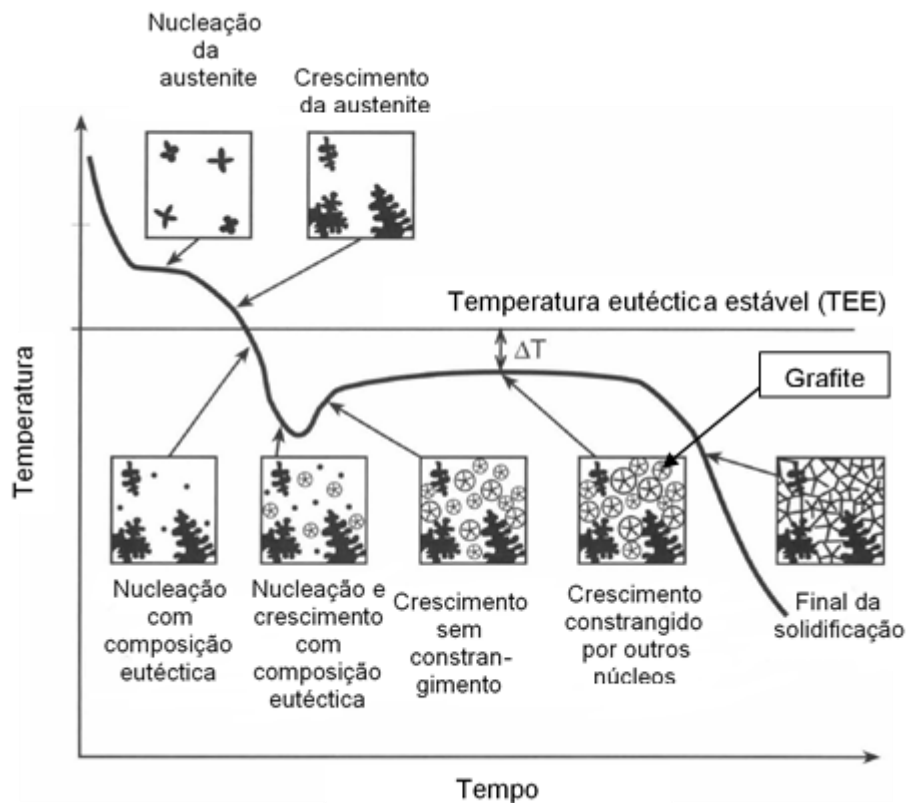 Nucleação
da
austenite
Crescimento
da austenite
Temperatura eutéctica estável (TEE)
ΔT
Grafite
Temperatura
Nucleação
com
composição
eutéctica
Nucleação e
crescimento
com
composição
eutéctica
Crescimento
sem
constran-
gimento
Crescimento
constrangido
por outros
núcleos
Final da
solidificação
Tempo